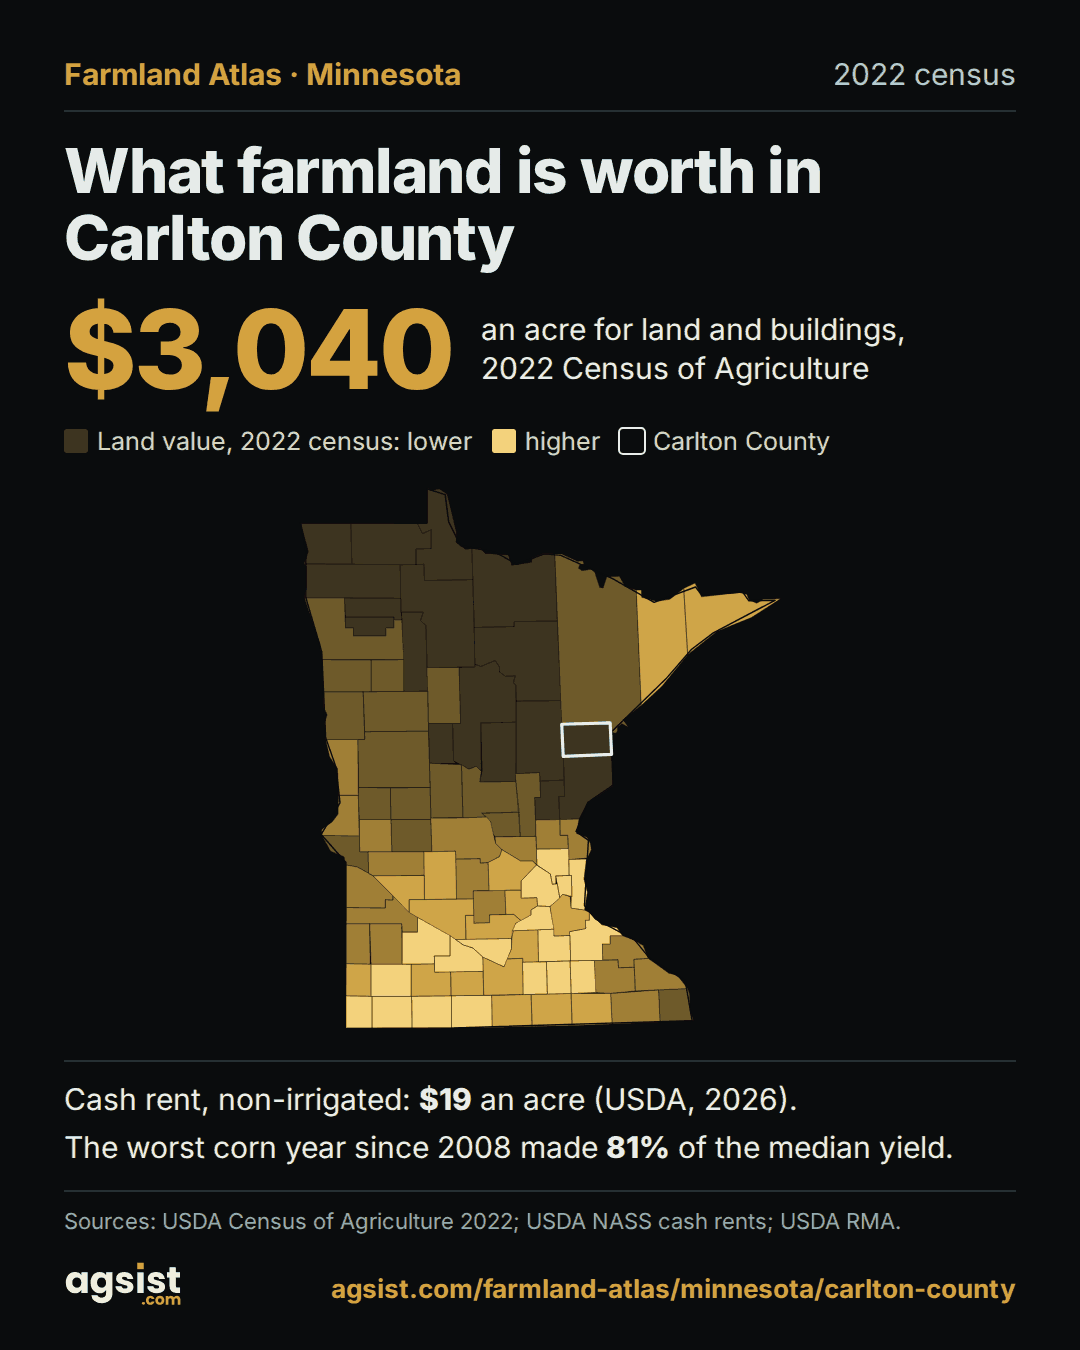 Farmland Atlas · Minnesota
2022 census
What farmland is worth in
Carlton County
$3,040
an acre for land and buildings,
2022 Census of Agriculture
Land value, 2022 census: lower
higher
Carlton County
Cash rent, non-irrigated: $19 an acre (USDA, 2026).
The worst corn year since 2008 made 81% of the median yield.
Sources: USDA Census of Agriculture 2022; USDA NASS cash rents; USDA RMA.
agsist
.com
agsist.com/farmland-atlas/minnesota/carlton-county